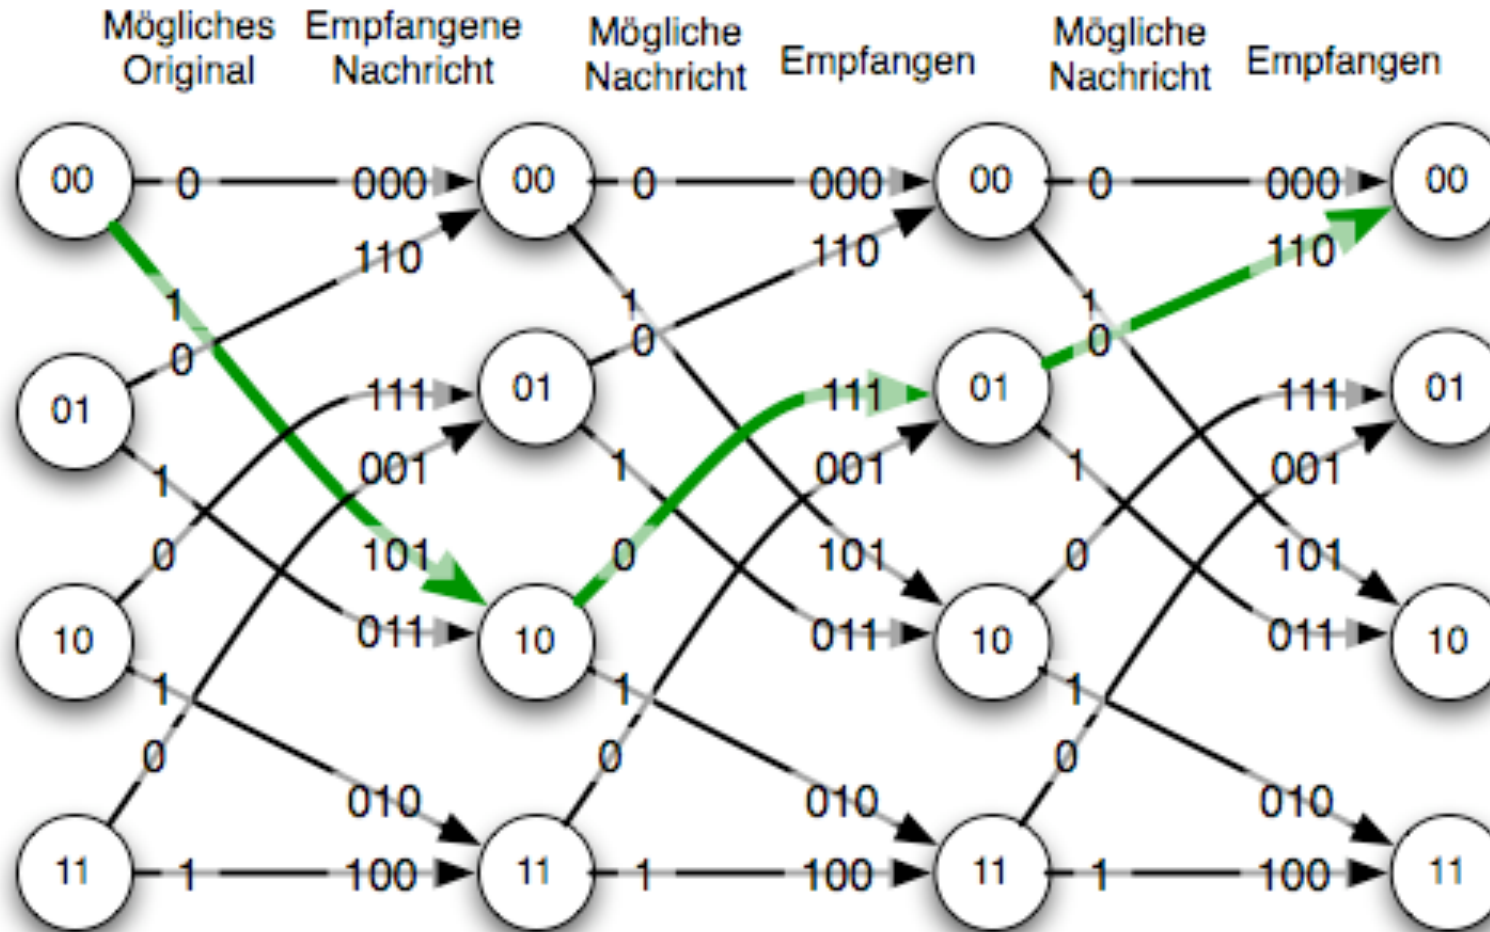 Mögliches Empfangene Mögliche Mögliche
Original Nachricht Nachricht Empfangen Nachricht Empfangen
00 0 000 00 0 000 00 0 000 00
110 110 110
1 1 1
0 0 0
01 111 01 111 01 111 01
1 001 1 001 1 001
0 101 0 101 0 101
10 011 10 011 10 011 10
1 1 1
0 010 0 010 0 010
11 1 100 11 1 100 11 1 100 11